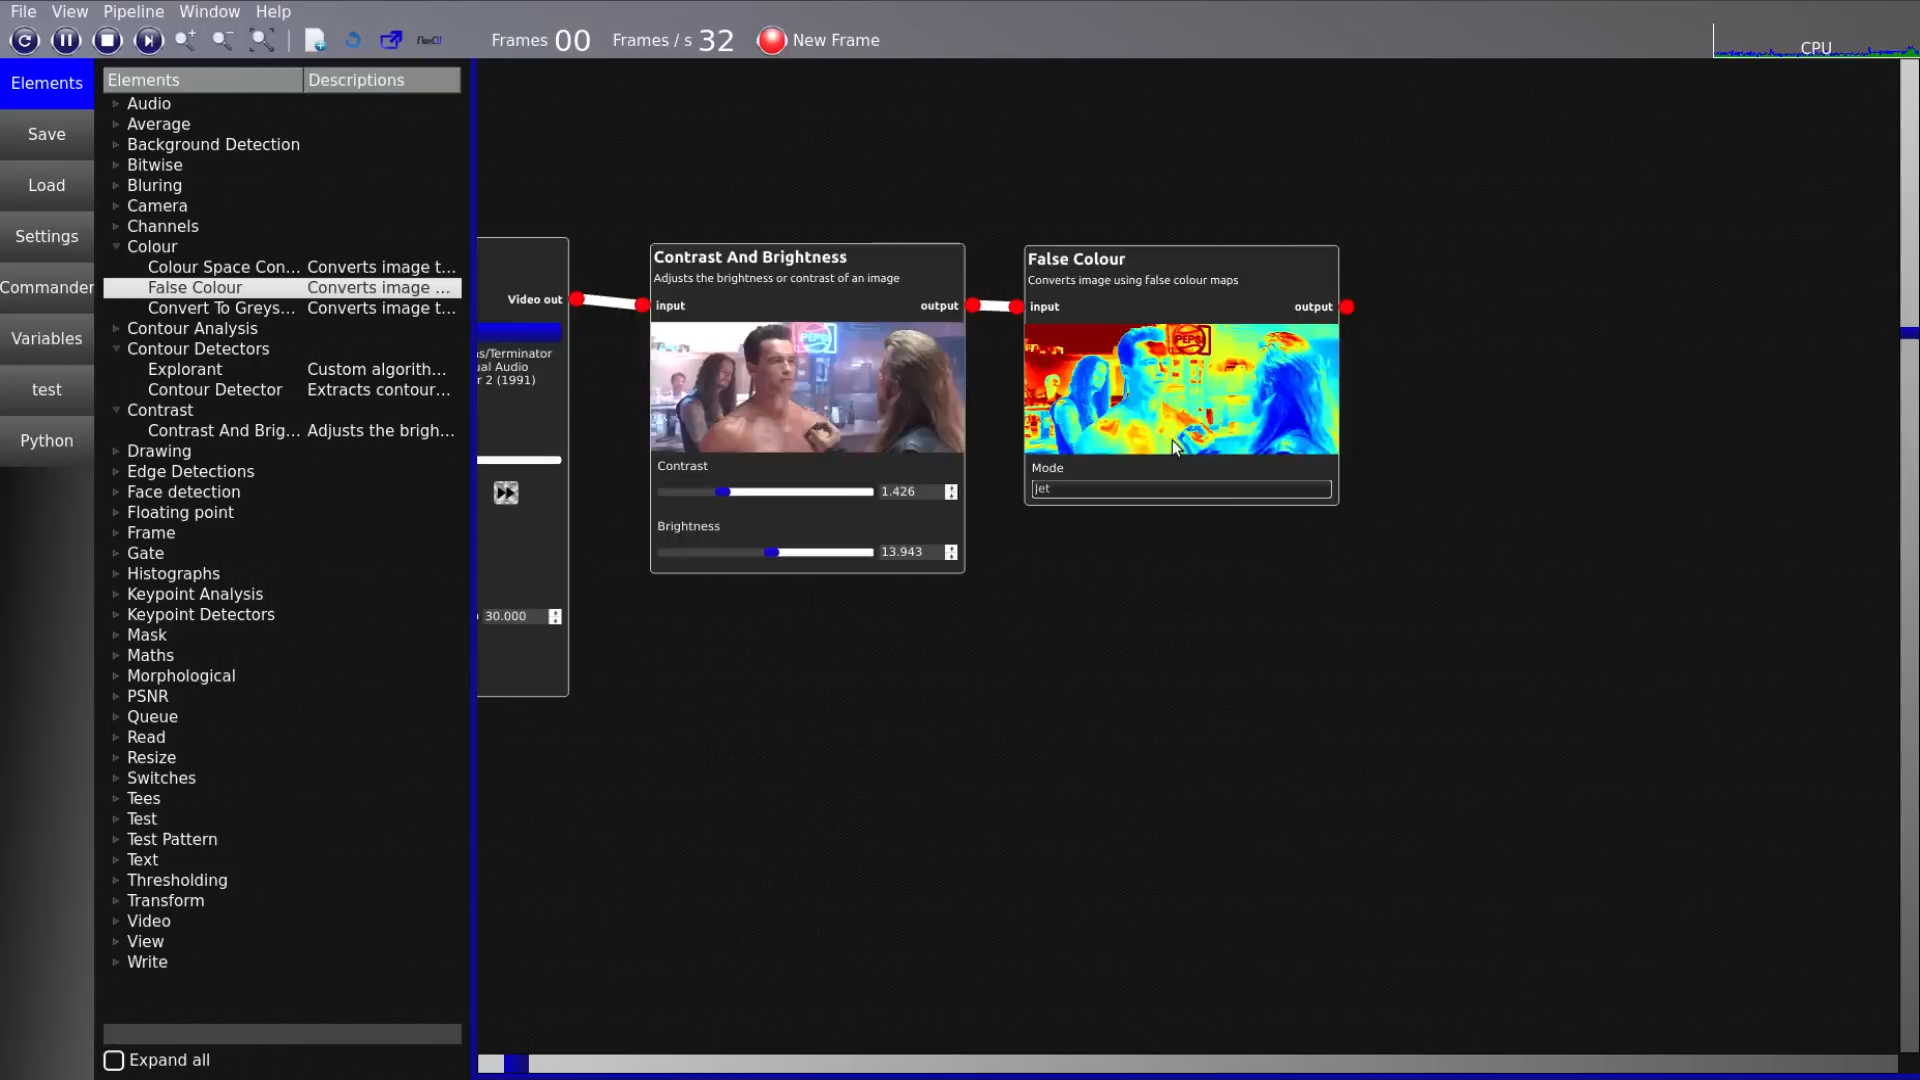 File View Pipeline Window Help
FlowCV Frames 00 Frames / s 32 New Frame CPU
Elements
Save
Load
Settings
Commander
Variables
test
Python
Elements Descriptions
Audio
Average
Background Detection
Bitwise
Bluring
Camera
Channels
Colour
Colour Space Con... Converts image t...
False Colour Converts image ...
Convert To Greys... Converts image t...
Contour Analysis
Contour Detectors
Explorant Custom algorith...
Contour Detector Extracts contour...
Contrast
Contrast And Brig... Adjusts the brigh...
Drawing
Edge Detections
Face detection
Floating point
Frame
Gate
Histographs
Keypoint Analysis
Keypoint Detectors
Mask
Maths
Morphological
PSNR
Queue
Read
Resize
Switches
Tees
Test
Test Pattern
Text
Thresholding
Transform
Video
View
Write
Expand all
Video out
ns/Terminator
ual Audio
r 2 (1991)
30.000
Contrast And Brightness
Adjusts the brightness or contrast of an image
input output
PEPSI
Contrast
1.426
Brightness
13.943
False Colour
Converts image using false colour maps
input output
PEPSI
Mode
Jet